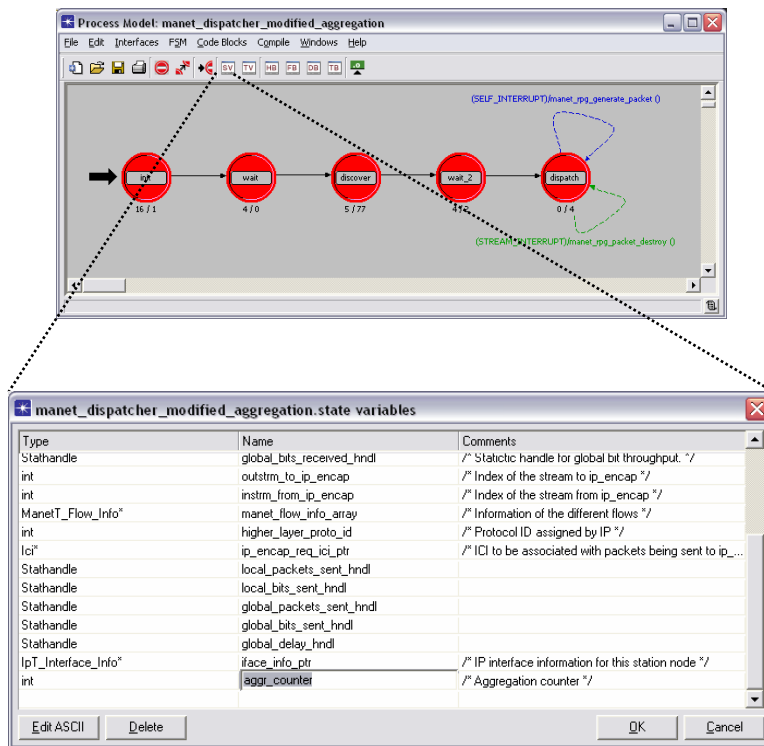 Process Model: manet_dispatcher_modified_aggregation
File Edit Interfaces FSM Code Blocks Compile Windows Help
SV TV HB FB DB TB
(SELF_INTERRUPT)/manet_rpg_generate_packet ()
init wait discover wait_2 dispatch
16 / 1 4 / 0 5 / 77 4 / 2 0 / 4
(STREAM_INTERRUPT)/manet_rpg_packet_destroy ()
manet_dispatcher_modified_aggregation.state variables
Type Name Comments
Stathandle global_bits_received_hndl /* Statictic handle for global bit throughput. */
int outstrm_to_ip_encap /* Index of the stream to ip_encap */
int instrm_from_ip_encap /* Index of the stream from ip_encap */
ManetT_Flow_Info* manet_flow_info_array /* Information of the different flows */
int higher_layer_proto_id /* Protocol ID assigned by IP */
Ici* ip_encap_req_ici_ptr /* ICI to be associated with packets being sent to ip_...
Stathandle local_packets_sent_hndl
Stathandle local_bits_sent_hndl
Stathandle global_packets_sent_hndl
Stathandle global_bits_sent_hndl
Stathandle global_delay_hndl
IpT_Interface_Info* iface_info_ptr /* IP interface information for this station node */
int aggr_counter /* Aggregation counter */
Edit ASCII Delete OK Cancel